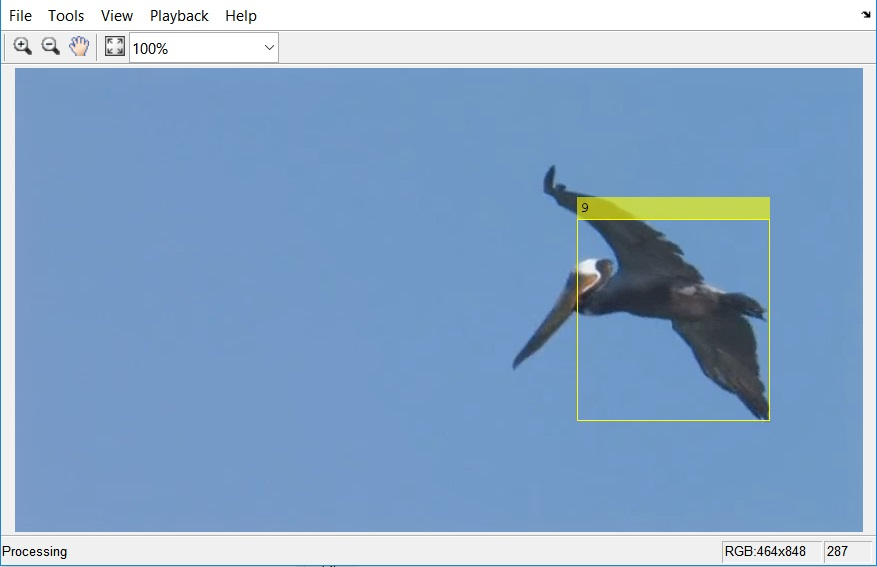 File Tools View Playback Help
100%
9
Processing
RGB:464x848
287